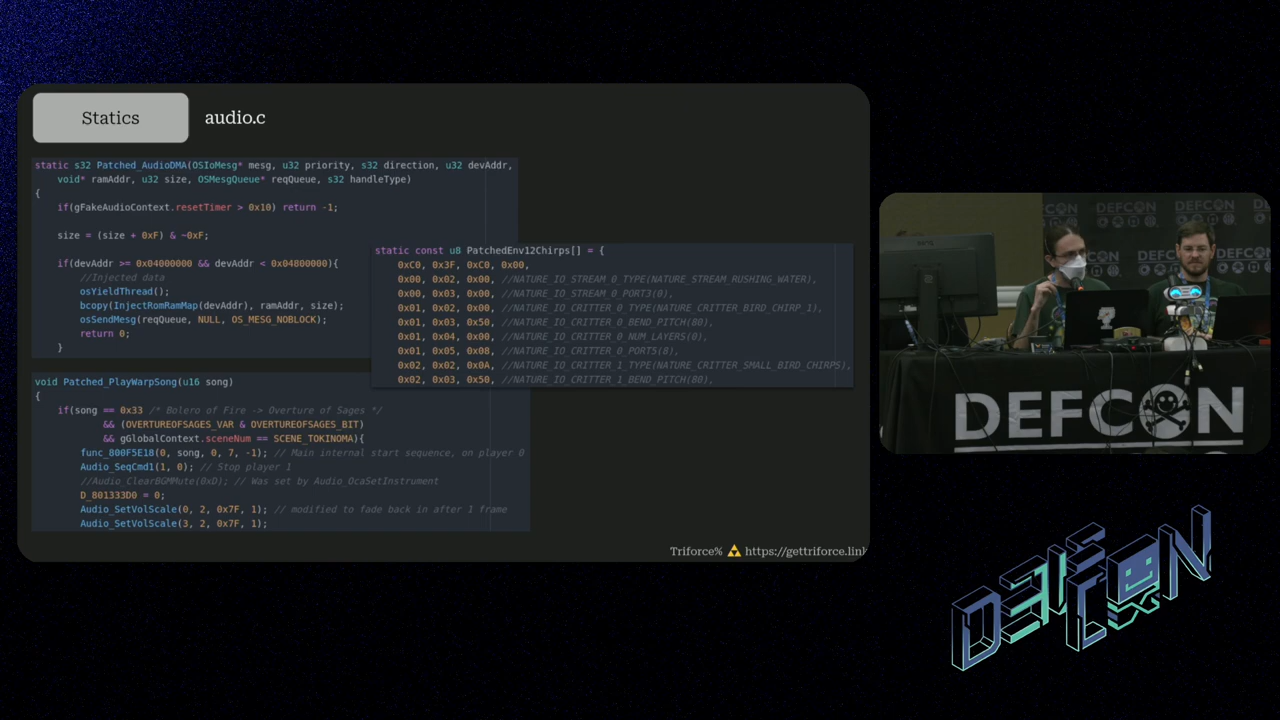 Statics
audio.c
static s32 Patched_AudioDMA(OSIoMesg* mesg, u32 priority, s32 direction, u32 devAddr,
void* ramAddr, u32 size, OSMesgQueue* reqQueue, s32 handleType)
{
if(gFakeAudioContext.resetTimer > 0x10) return -1;
size = (size + 0xF) & ~0xF;
if(devAddr >= 0x04000000 && devAddr < 0x04800000){
//Injected data
osYieldThread();
bcopy(InjectRomRamMap(devAddr), ramAddr, size);
osSendMesg(reqQueue, NULL, OS_MESG_NOBLOCK);
return 0;
}
static const u8 PatchedEnv12Chirps[] = {
0xC0, 0x3F, 0xC0, 0x00,
0x00, 0x02, 0x00, //NATURE_IO_STREAM_0_TYPE(NATURE_STREAM_RUSHING_WATER),
0x00, 0x03, 0x00, //NATURE_IO_STREAM_0_PORT3(0),
0x01, 0x02, 0x00, //NATURE_IO_CRITTER_0_TYPE(NATURE_CRITTER_BIRD_CHIRP_1),
0x01, 0x03, 0x50, //NATURE_IO_CRITTER_0_BEND_PITCH(80),
0x01, 0x04, 0x00, //NATURE_IO_CRITTER_0_NUM_LAYERS(0),
0x01, 0x05, 0x08, //NATURE_IO_CRITTER_0_PORT5(8),
0x02, 0x02, 0x0A, //NATURE_IO_CRITTER_1_TYPE(NATURE_CRITTER_SMALL_BIRD_CHIRPS),
0x02, 0x03, 0x50, //NATURE_IO_CRITTER_1_BEND_PITCH(80),
void Patched_PlayWarpSong(u16 song)
{
if(song == 0x33 /* Bolero of Fire -> Overture of Sages */
&& (OVERTUREOFSAGES_VAR & OVERTUREOFSAGES_BIT)
&& gGlobalContext.sceneNum == SCENE_TOKINOMA){
func_800F5E18(0, song, 0, 7, -1); // Main internal start sequence, on player 0
Audio_SeqCmd1(1, 0); // Stop player 1
//Audio_ClearBGMMute(0xD); // Was set by Audio_OcaSetInstrument
D_801333D0 = 0;
Audio_SetVolScale(0, 2, 0x7F, 1); // modified to fade back in after 1 frame
Audio_SetVolScale(3, 2, 0x7F, 1);
Triforce% https://gettriforce.link
DEFCON
DEFCON
DEFCON
DEFCON
DEFCON